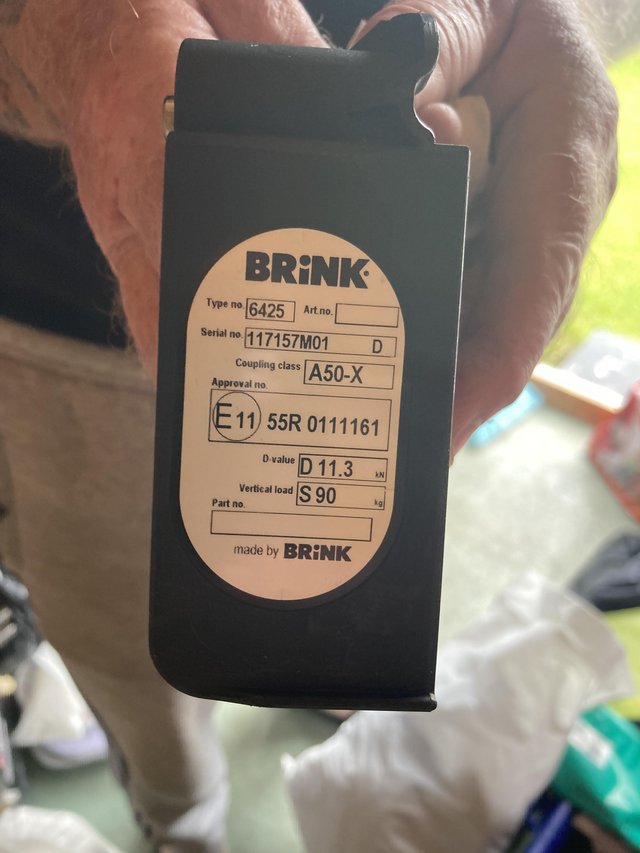 BRiNK
Type no. 6425 Art.no.
Serial no. 117157M01 D
Coupling class A50-X
Approval no.
E11 55R 0111161
D-value D 11.3 kN
Vertical load S 90 kg
Part no.
made by BRiNK